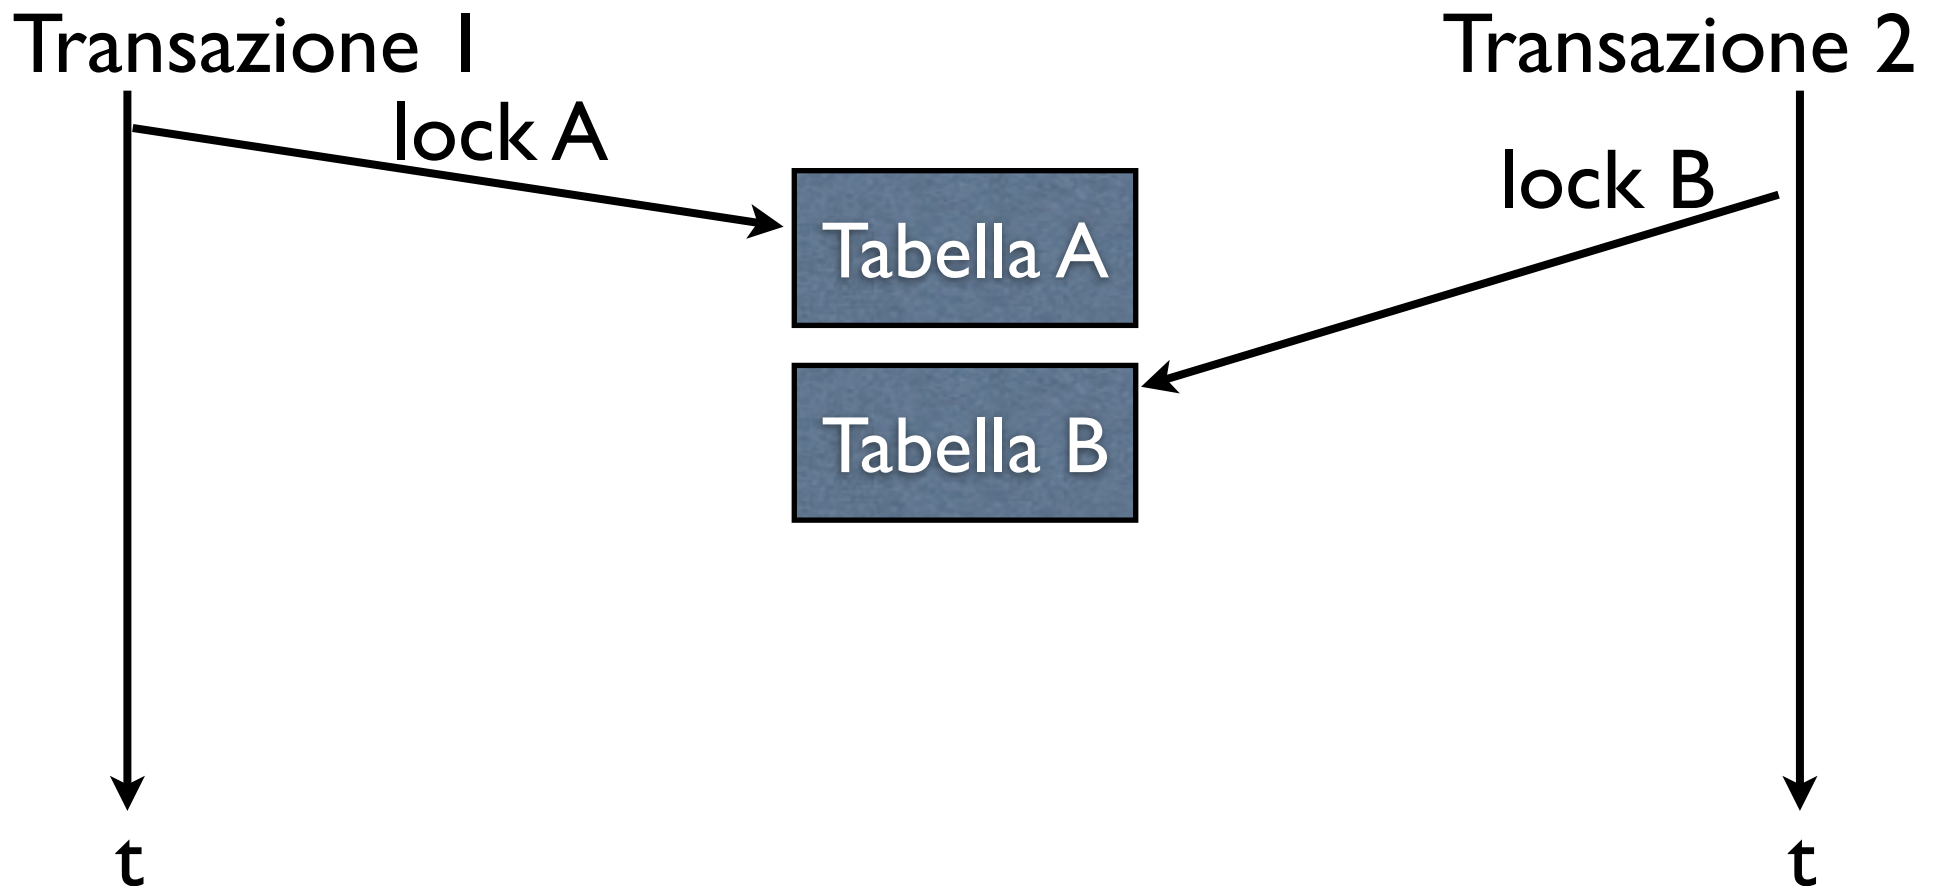 Transazione 1
Transazione 2
lock A
lock B
Tabella A
Tabella B
t
t